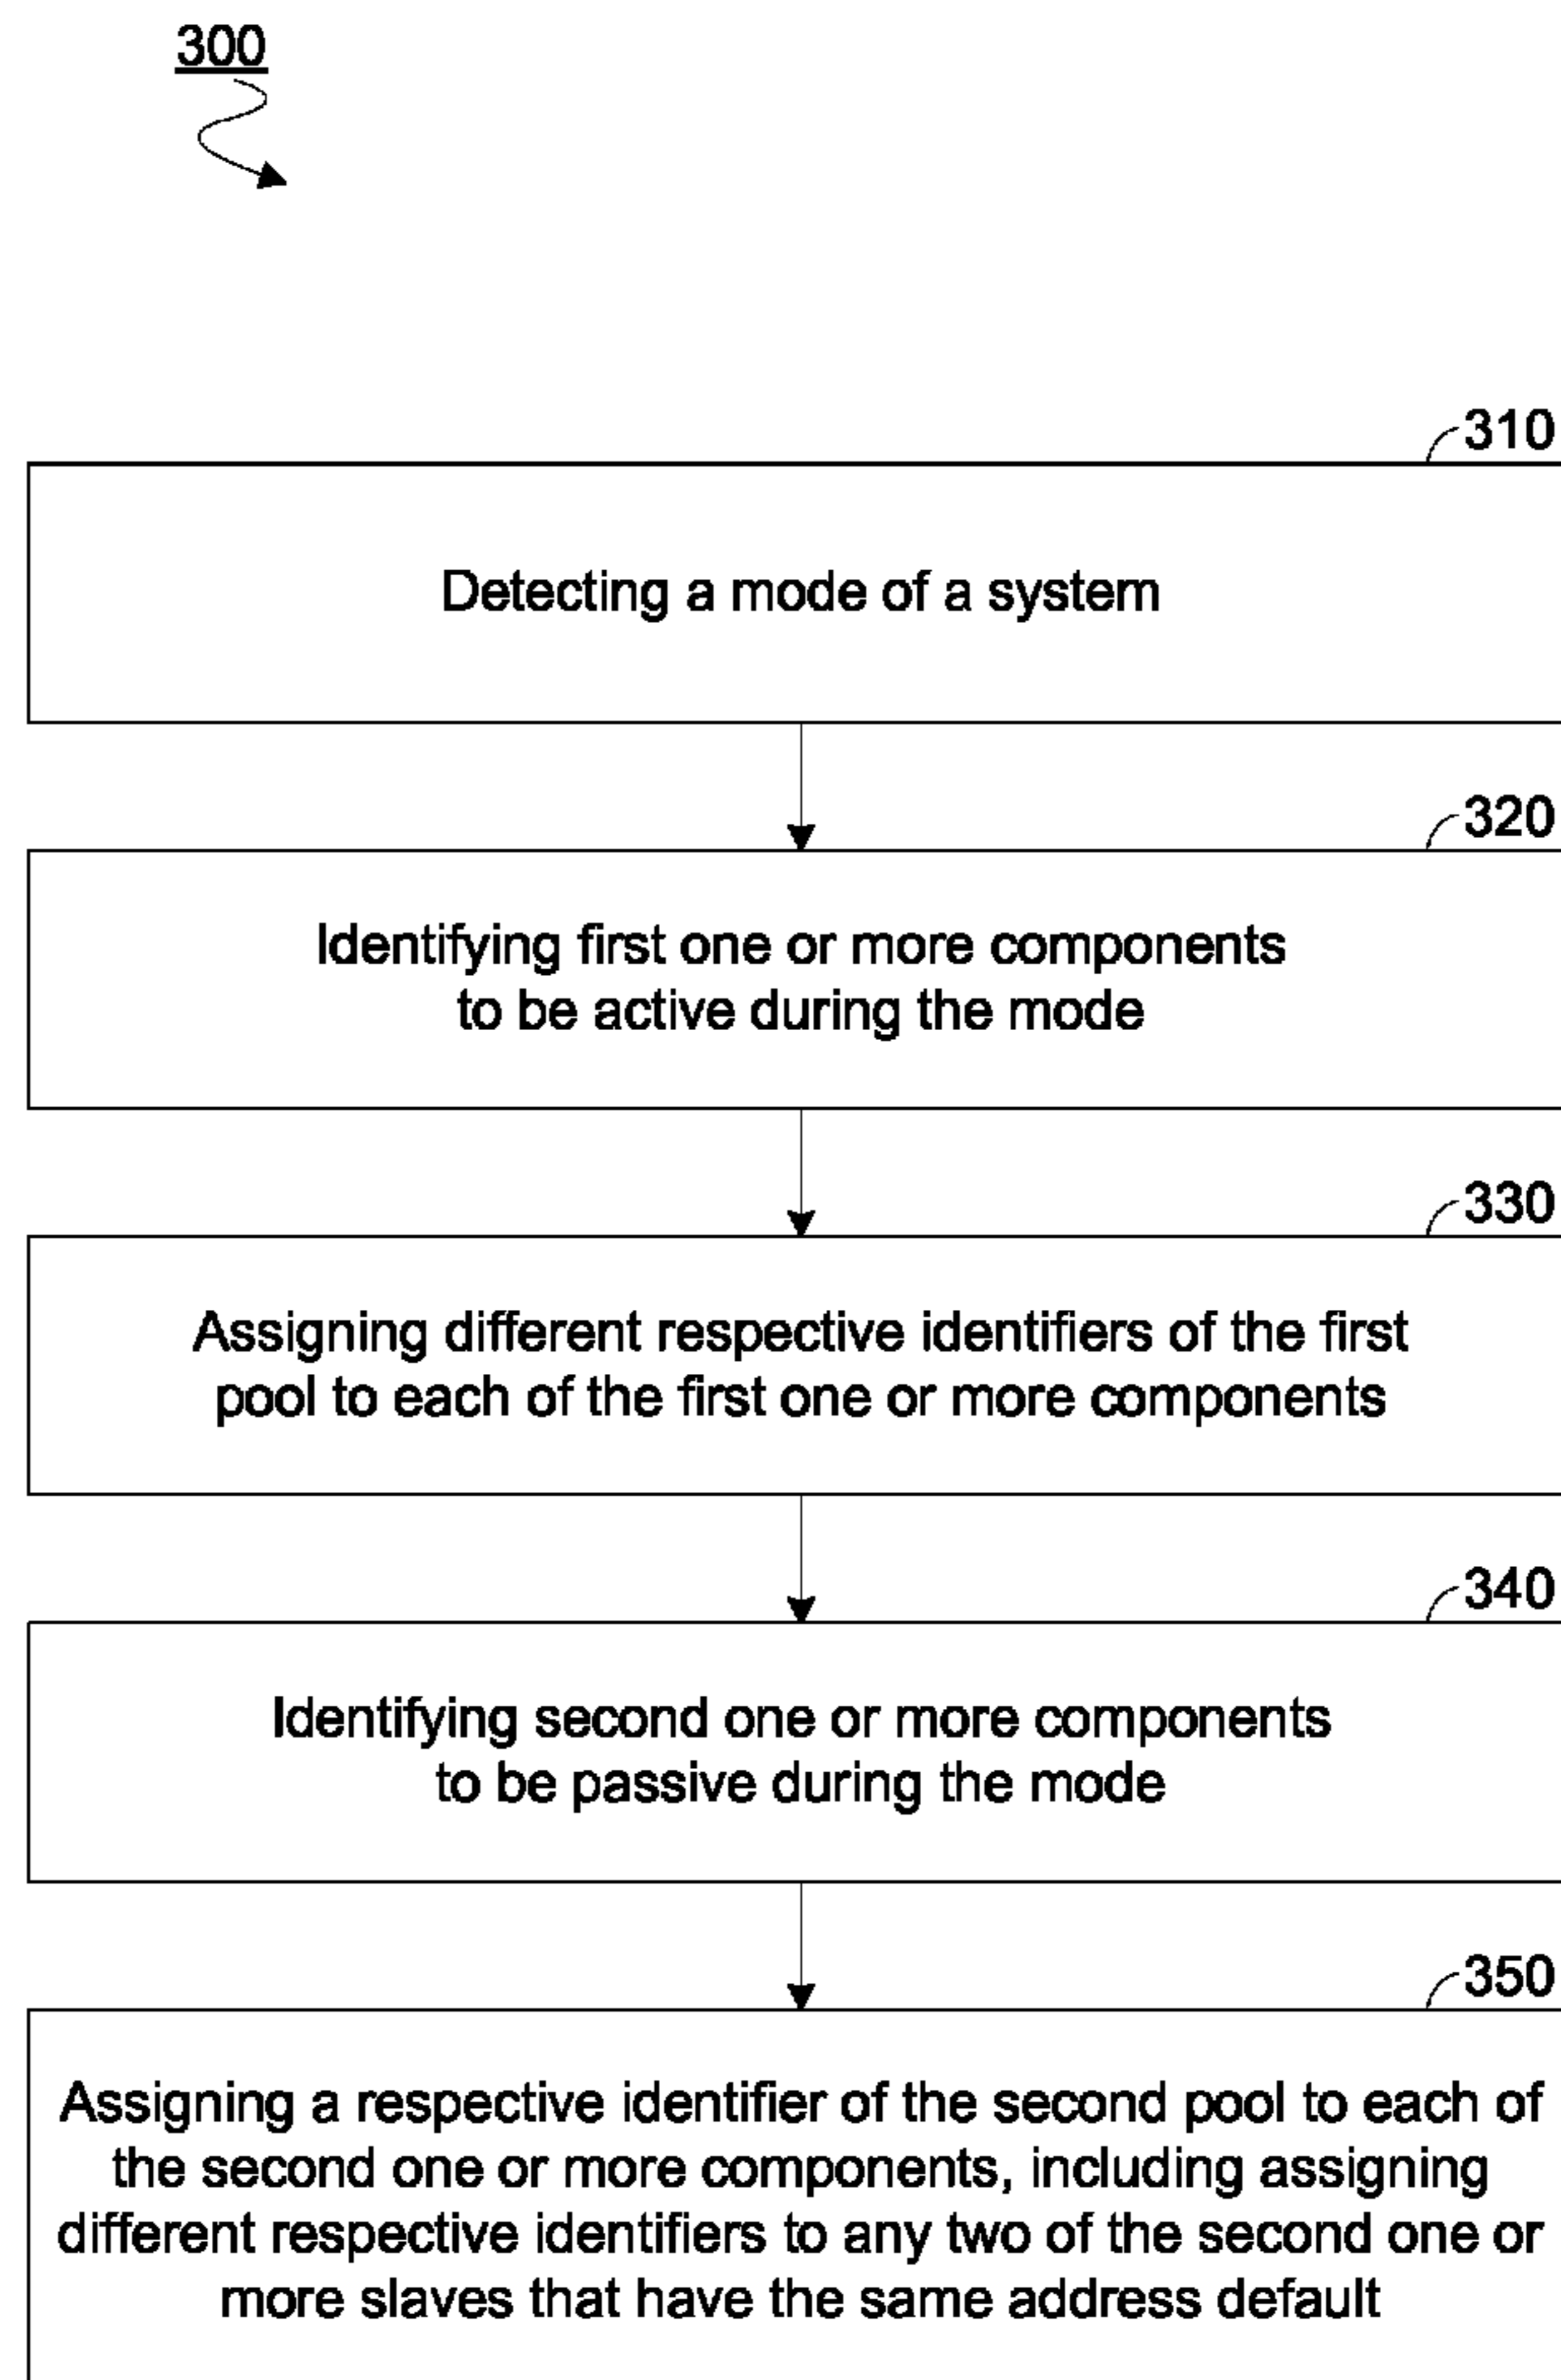 300
310
Detecting a mode of a system
320
Identifying first one or more components
to be active during the mode
330
Assigning different respective identifiers of the first
pool to each of the first one or more components
340
Identifying second one or more components
to be passive during the mode
350
Assigning a respective identifier of the second pool to each of
the second one or more components, including assigning
different respective identifiers to any two of the second one or
more slaves that have the same address default